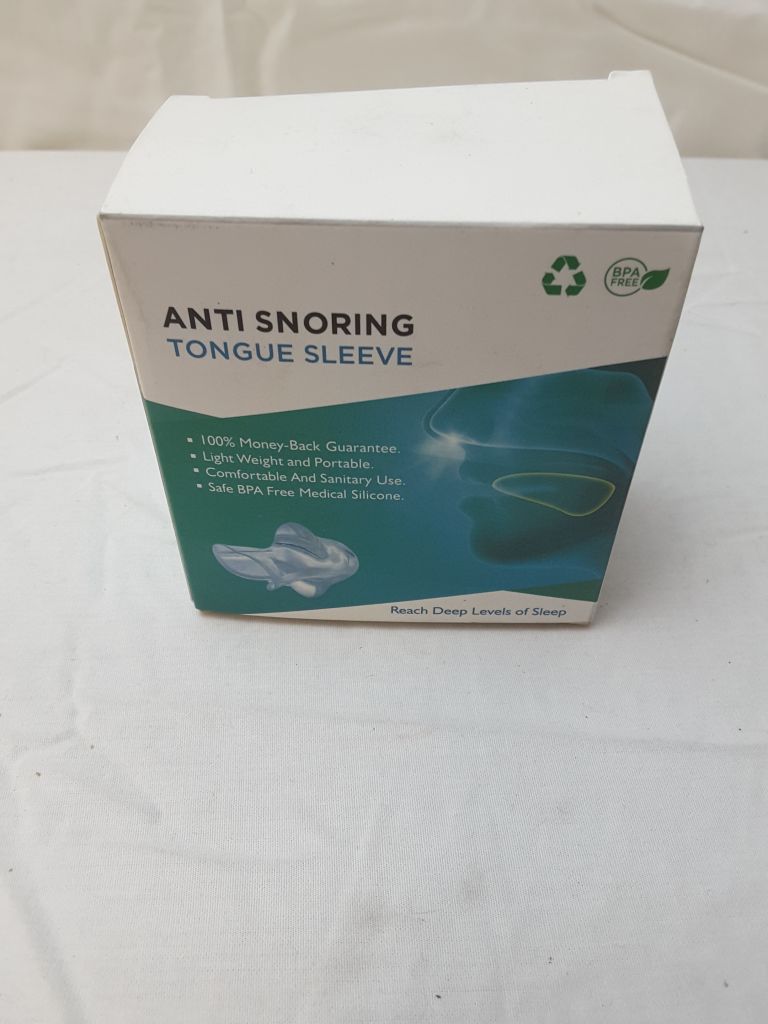 BPA
FREE
ANTI SNORING
TONGUE SLEEVE
▪ 100% Money-Back Guarantee.
▪ Light Weight and Portable.
▪ Comfortable And Sanitary Use.
▪ Safe BPA Free Medical Silicone.
Reach Deep Levels of Sleep